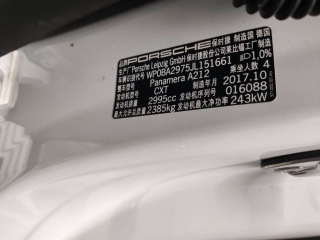 品牌 PORSCHE 保时捷 制造国 德国
生产厂 Porsche Leipzig GmbH 保时捷股份公司莱比锡工厂制造
车辆识别代号 WP0BA2975JL151661 1,0%
车型号 Panamera A212 乘坐人数 4
发动机型号 CXT 制造年月 2017.10
发动机排量 2995cc 发动机序列号 016088
最大允许总质量 2385kg 发动机最大净功率 243kW